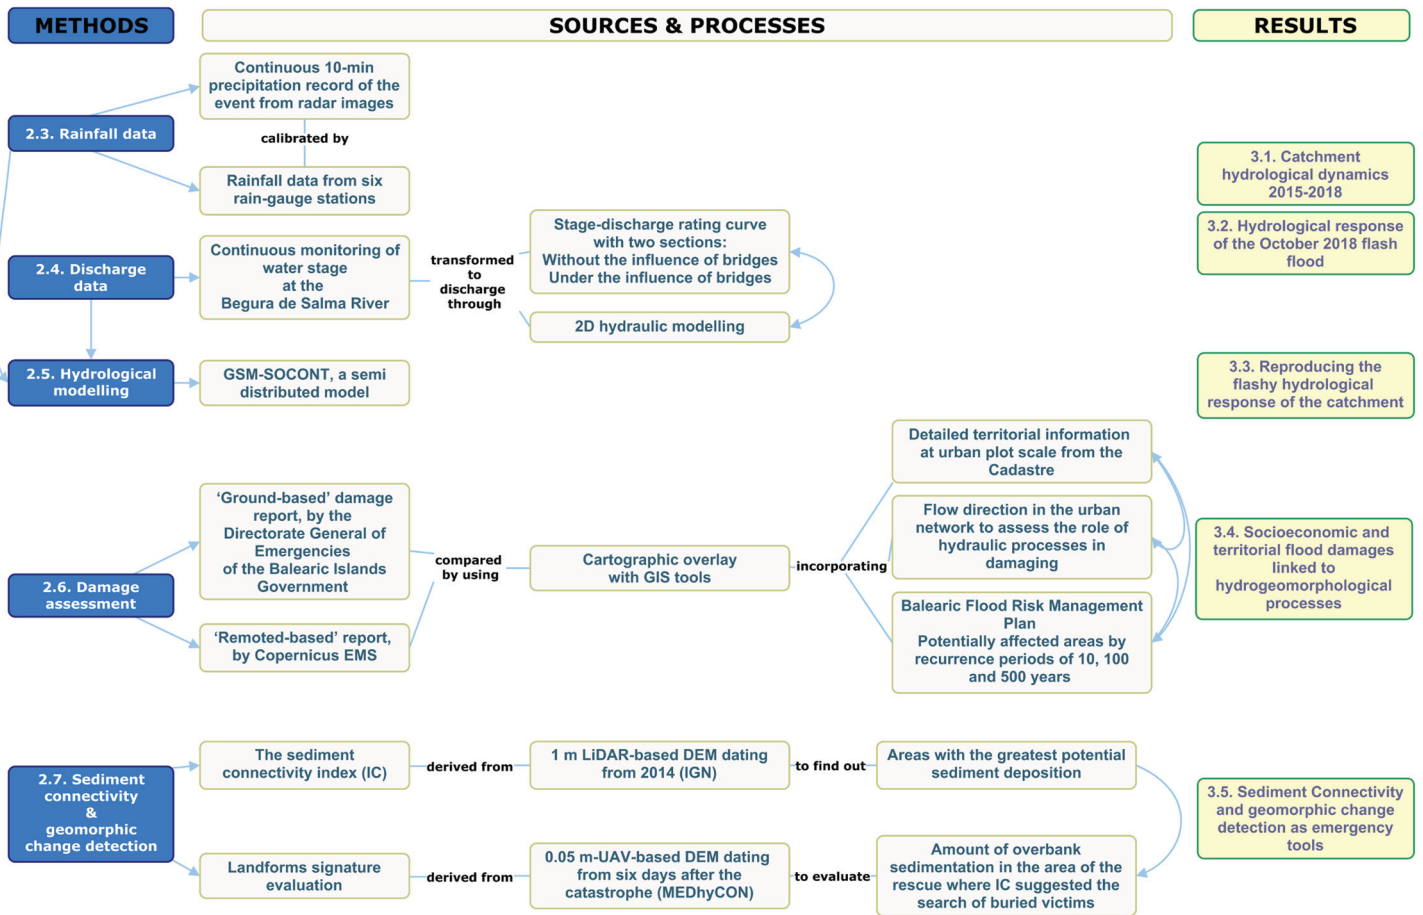 METHODS
SOURCES & PROCESSES
RESULTS
2.3. Rainfall data
Continuous 10-min
precipitation record of the
event from radar images
calibrated by
Rainfall data from six
rain-gauge stations
3.1. Catchment
hydrological dynamics
2015-2018
2.4. Discharge
data
Continuous monitoring of
water stage
at the
Begura de Salma River
transformed
to
discharge
through
Stage-discharge rating curve
with two sections:
Without the influence of bridges
Under the influence of bridges
2D hydraulic modelling
3.2. Hydrological response
of the October 2018 flash
flood
2.5. Hydrological
modelling
GSM-SOCONT, a semi
distributed model
3.3. Reproducing the
flashy hydrological
response of the catchment
2.6. Damage
assessment
‘Ground-based’ damage
report, by the
Directorate General of
Emergencies
of the Balearic Islands
Government
‘Remoted-based’ report,
by Copernicus EMS
compared
by using
Cartographic overlay
with GIS tools
incorporating
Detailed territorial information
at urban plot scale from the
Cadastre
Flow direction in the urban
network to assess the role of
hydraulic processes in
damaging
Balearic Flood Risk Management
Plan
Potentially affected areas by
recurrence periods of 10, 100
and 500 years
3.4. Socioeconomic and
territorial flood damages
linked to
hydrogeomorphological
processes
2.7. Sediment
connectivity
&
geomorphic
change detection
The sediment
connectivity index (IC)
derived from
1 m LiDAR-based DEM dating
from 2014 (IGN)
to find out
Areas with the greatest potential
sediment deposition
Landforms signature
evaluation
derived from
0.05 m-UAV-based DEM dating
from six days after the
catastrophe (MEDhyCON)
to evaluate
Amount of overbank
sedimentation in the area of the
rescue where IC suggested the
search of buried victims
3.5. Sediment Connectivity
and geomorphic change
detection as emergency
tools